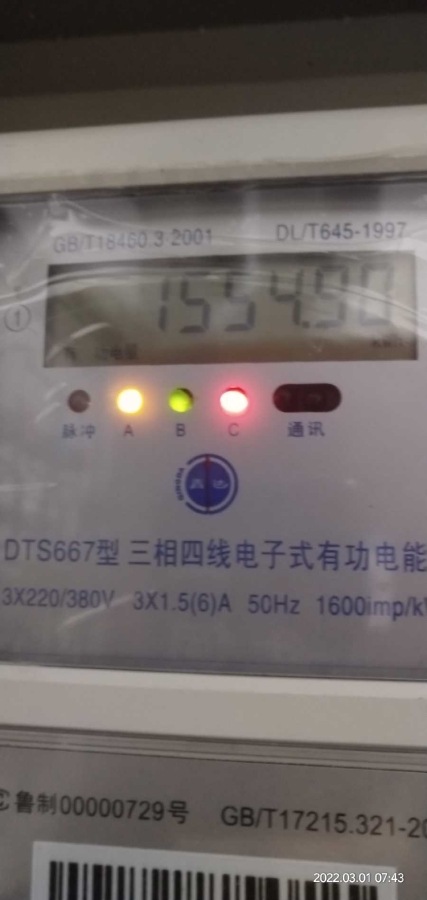 GB/T18460.3 2001 DL/T645-1997
1
1554.90
kWh
脉冲 A B C 通讯
DTS667型 三相四线电子式有功电能
3X220/380V 3X1.5(6)A 50Hz 1600imp/k
鲁制00000729号 GB/T17215.321-20
2022.03.01 07:43